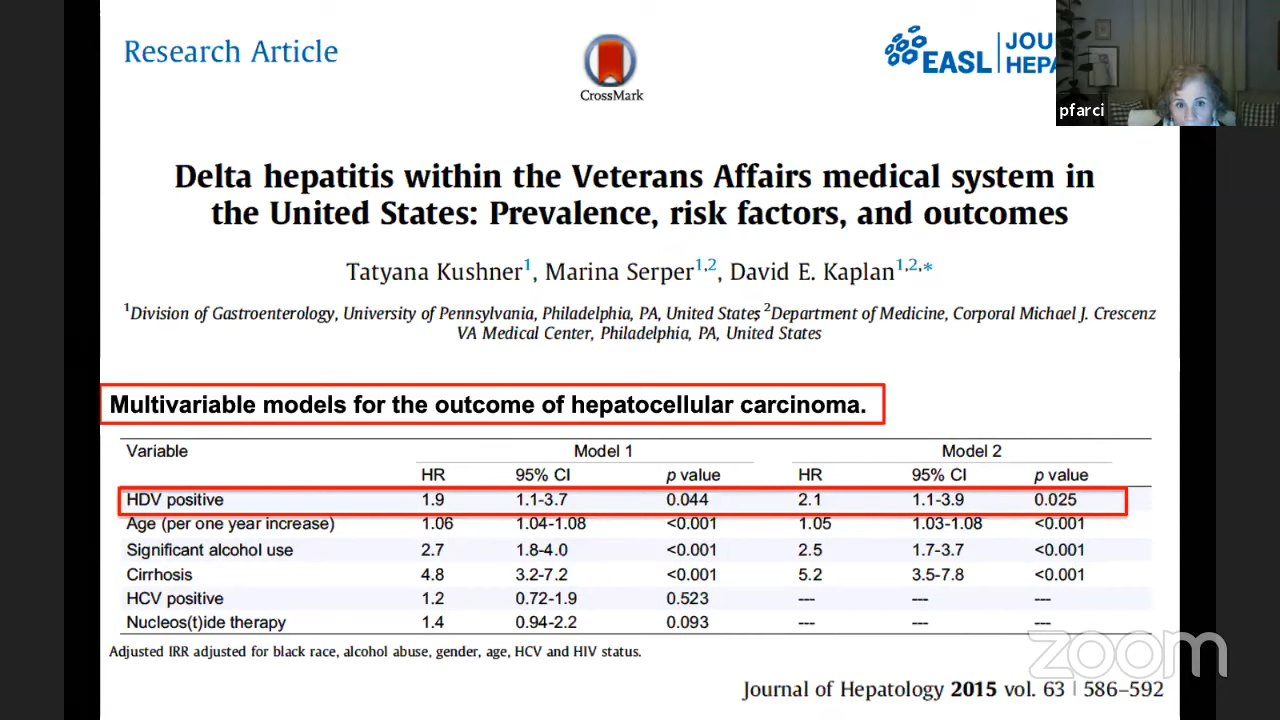 Research Article
CrossMark
EASL
JOU
HEPA
pfarci
Delta hepatitis within the Veterans Affairs medical system in
the United States: Prevalence, risk factors, and outcomes
Tatyana Kushner1, Marina Serper1,2, David E. Kaplan1,2,*
1Division of Gastroenterology, University of Pennsylvania, Philadelphia, PA, United States; 2Department of Medicine, Corporal Michael J. Crescenz
VA Medical Center, Philadelphia, PA, United States
Multivariable models for the outcome of hepatocellular carcinoma.
Variable Model 1 Model 2
HR 95% CI p value HR 95% CI p value
HDV positive 1.9 1.1-3.7 0.044 2.1 1.1-3.9 0.025
Age (per one year increase) 1.06 1.04-1.08 <0.001 1.05 1.03-1.08 <0.001
Significant alcohol use 2.7 1.8-4.0 <0.001 2.5 1.7-3.7 <0.001
Cirrhosis 4.8 3.2-7.2 <0.001 5.2 3.5-7.8 <0.001
HCV positive 1.2 0.72-1.9 0.523 --- --- ---
Nucleos(t)ide therapy 1.4 0.94-2.2 0.093 --- --- ---
Adjusted IRR adjusted for black race, alcohol abuse, gender, age, HCV and HIV status.
zoom
Journal of Hepatology 2015 vol. 63 | 586–592